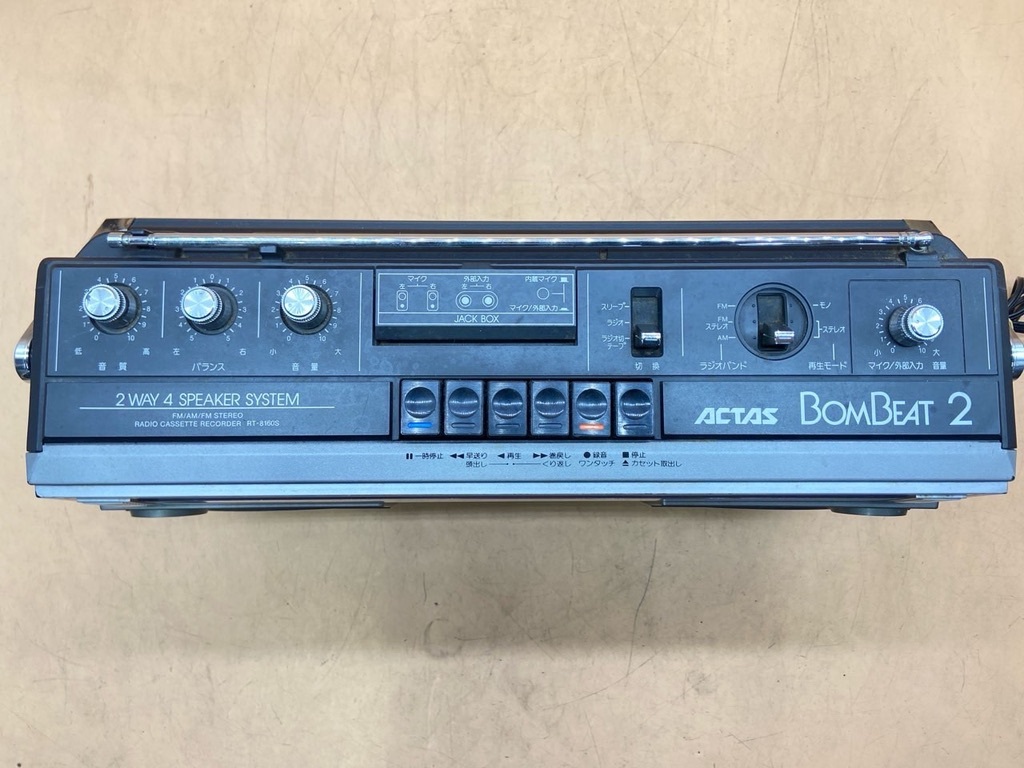 低 高
音質
左 右
バランス
小 大
音量
マイク 外部入力 内蔵マイク
左 右 左 右
マイク/外部入力
JACK BOX
スリープ
ラジオ
ラジオ切
テープ
切換
FM
FM
ステレオ
AM
モノ
ステレオ
ラジオバンド 再生モード
小 大
マイク/外部入力 音量
2 WAY 4 SPEAKER SYSTEM
FM/AM/FM STEREO
RADIO CASSETTE RECORDER RT-8160S
ACTAS BOMBEAT 2
⏸一時停止 ◀◀早送り ◀再生 ▶▶巻戻し ●録音 ■停止
頭出し くり返し ワンタッチ ⏏カセット取出し